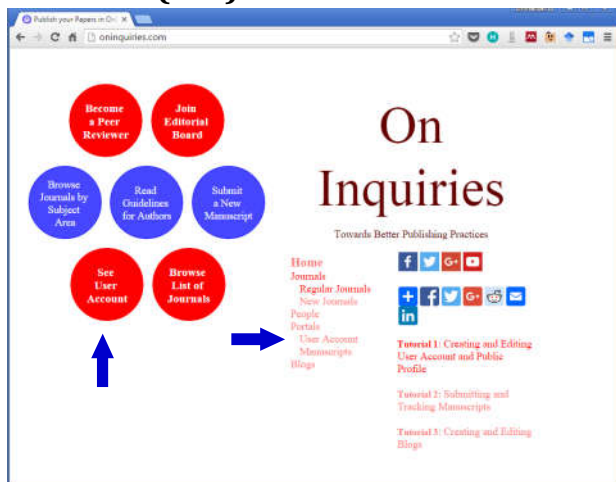 Publish your Papers in On
oninquiries.com
Become
a Peer
Reviewer
Join
Editorial
Board
Browse
Journals by
Subject
Area
Read
Guidelines
for Authors
Submit
a New
Manuscript
See
User
Account
Browse
List of
Journals
On
Inquiries
Towards Better Publishing Practices
Home
Journals
Regular Journals
New Journals
People
Portals
User Account
Manuscripts
Blogs
Tutorial 1: Creating and Editing
User Account and Public
Profile
Tutorial 2: Submitting and
Tracking Manuscripts
Tutorial 3: Creating and Editing
Blogs